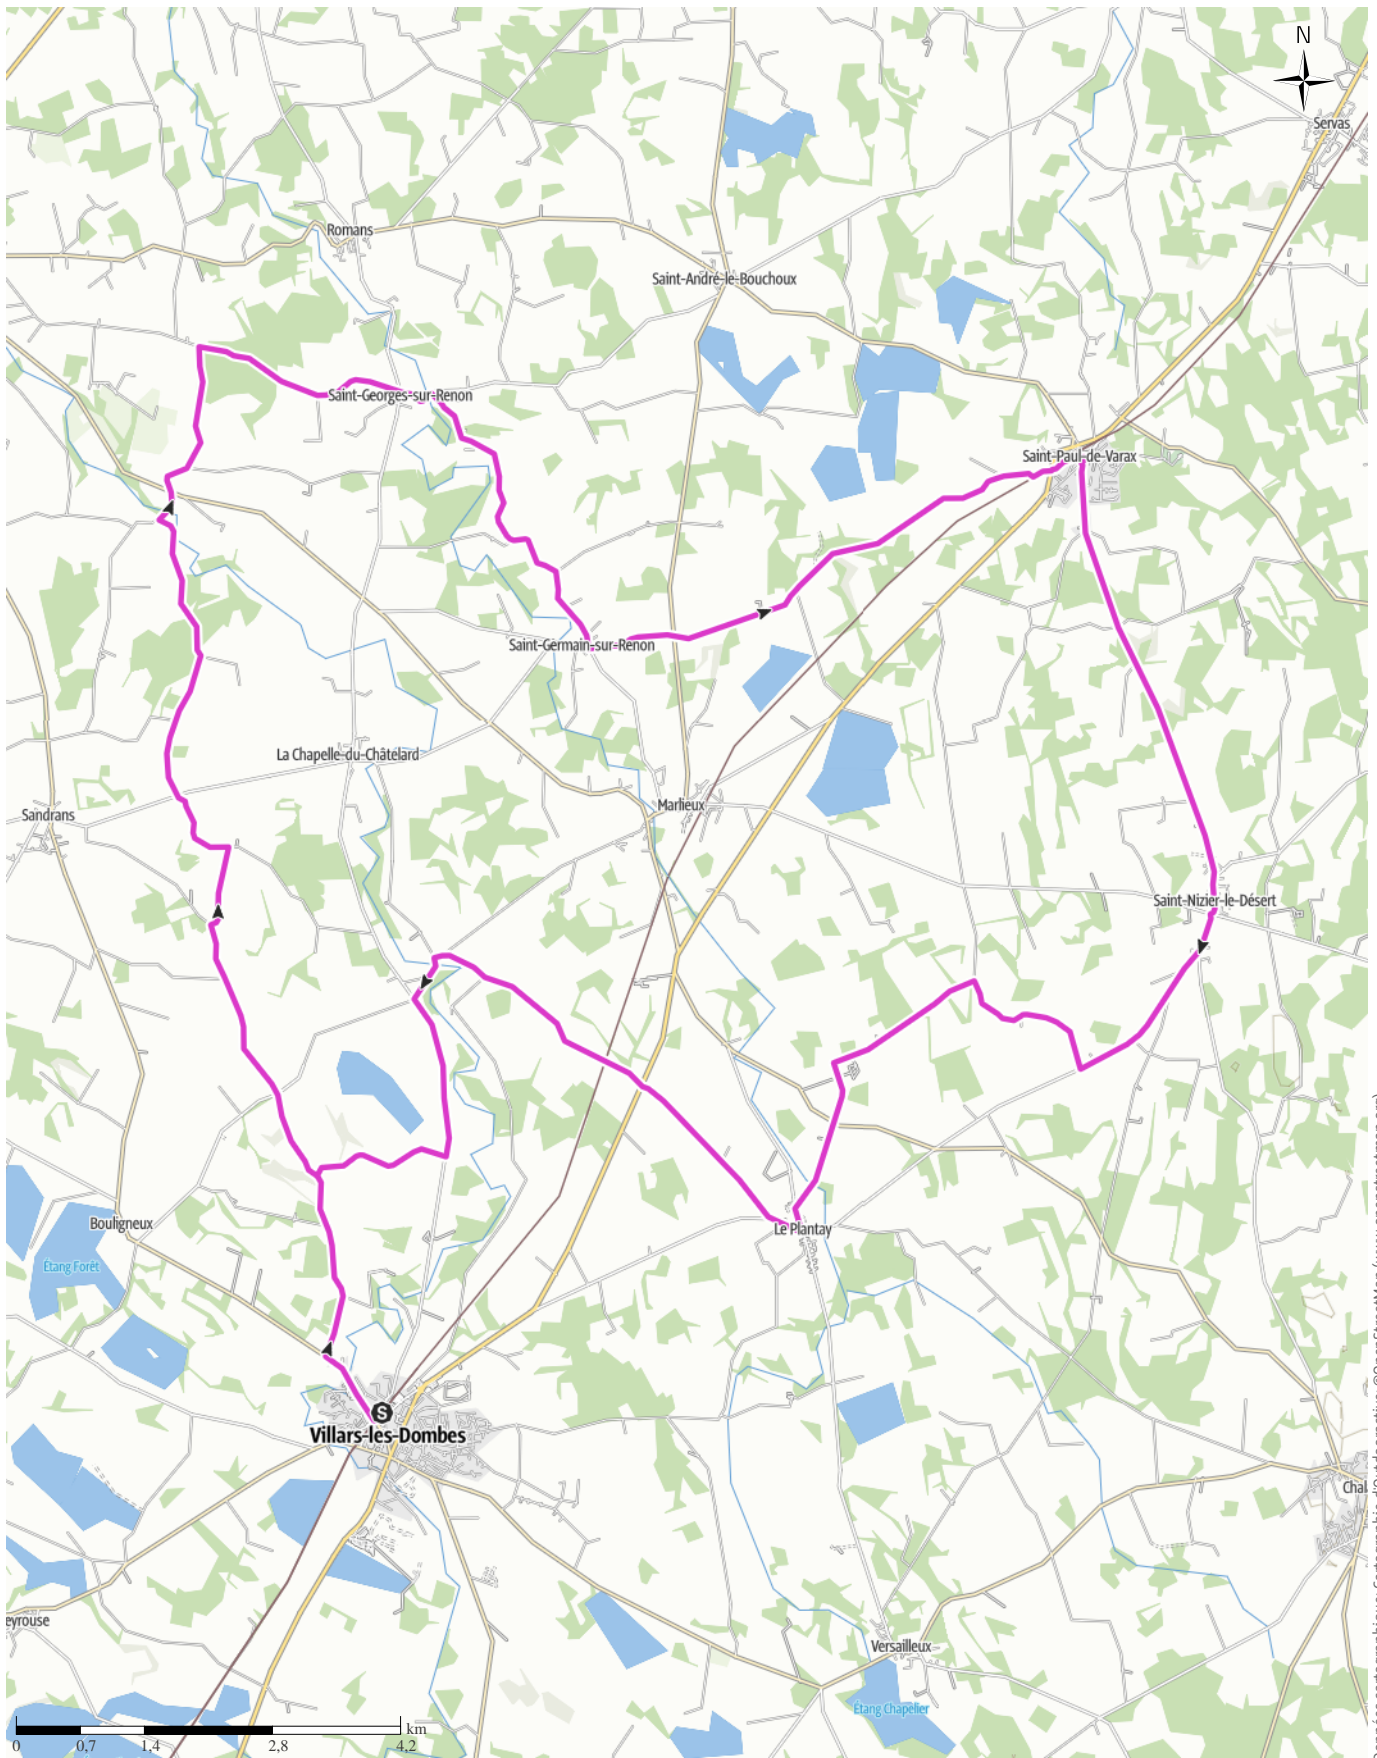 N
Servas
Romans
Saint-André-le-Bouchoux
Saint-Georges-sur-Renon
Saint-Paul-de-Varax
Saint-Germain-sur-Renon
La Chapelle-du-Châtelard
Marlieux
Sandrans
Saint-Nizier-le-Désert
Bouligneux
Le Plantay
Étang Forêt
S
Villars-les-Dombes
Chal
eyrouse
Versailleux
Étang Chapelier
km
0 0,7 1,4 2,8 4,2